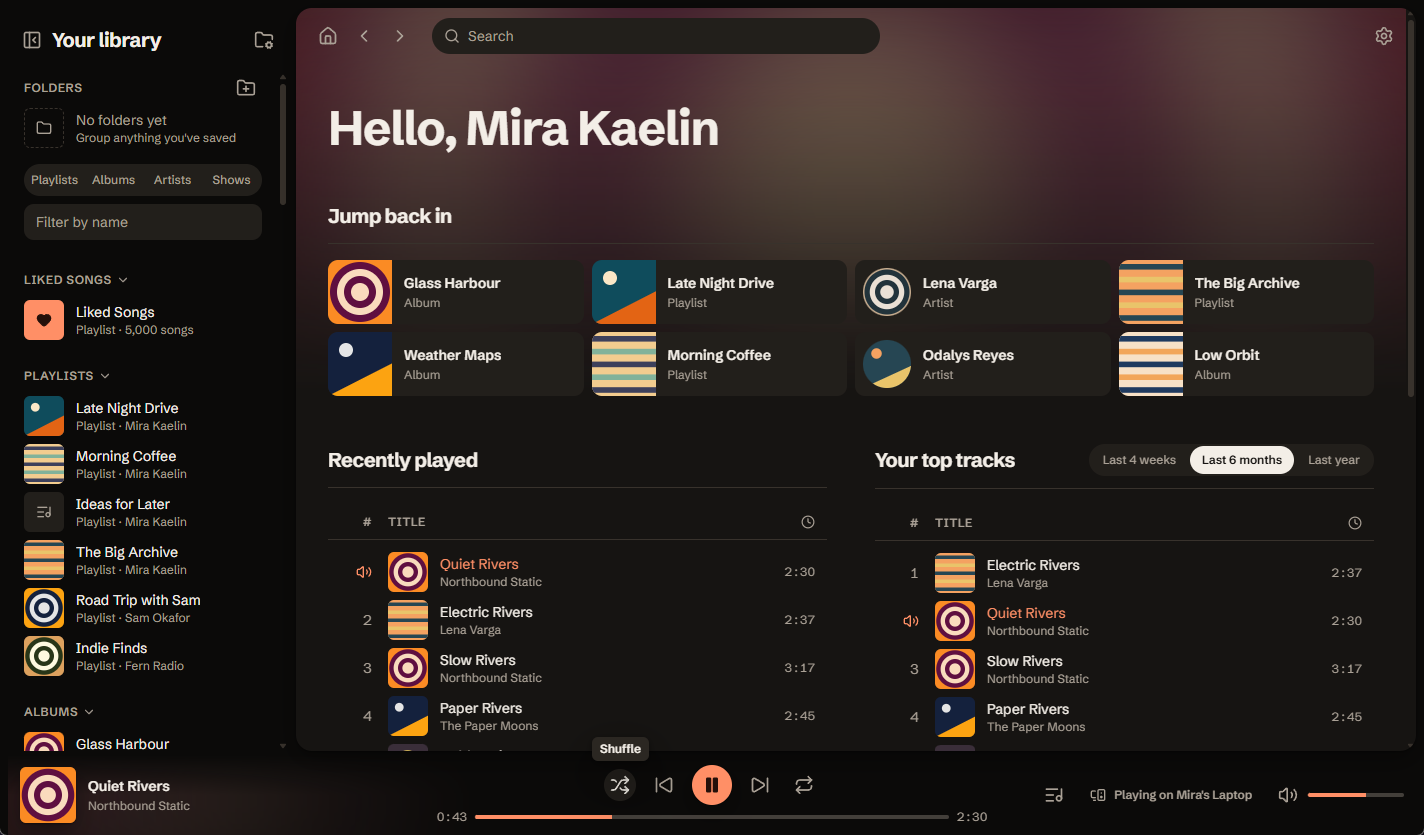 Your library
FOLDERS
No folders yet
Group anything you've saved
Playlists Albums Artists Shows
Filter by name
LIKED SONGS
Liked Songs
Playlist · 5,000 songs
PLAYLISTS
Late Night Drive
Playlist · Mira Kaelin
Morning Coffee
Playlist · Mira Kaelin
Ideas for Later
Playlist · Mira Kaelin
The Big Archive
Playlist · Mira Kaelin
Road Trip with Sam
Playlist · Sam Okafor
Indie Finds
Playlist · Fern Radio
ALBUMS
Glass Harbour
Search
Hello, Mira Kaelin
Jump back in
Glass Harbour
Album
Late Night Drive
Playlist
Lena Varga
Artist
The Big Archive
Playlist
Weather Maps
Album
Morning Coffee
Playlist
Odalys Reyes
Artist
Low Orbit
Album
Recently played
# TITLE
Quiet Rivers
Northbound Static
2:30
2
Electric Rivers
Lena Varga
2:37
3
Slow Rivers
Northbound Static
3:17
4
Paper Rivers
The Paper Moons
2:45
Your top tracks
Last 4 weeks Last 6 months Last year
# TITLE
1
Electric Rivers
Lena Varga
2:37
Quiet Rivers
Northbound Static
2:30
3
Slow Rivers
Northbound Static
3:17
4
Paper Rivers
The Paper Moons
2:45
Shuffle
Quiet Rivers
Northbound Static
0:43
2:30
Playing on Mira's Laptop